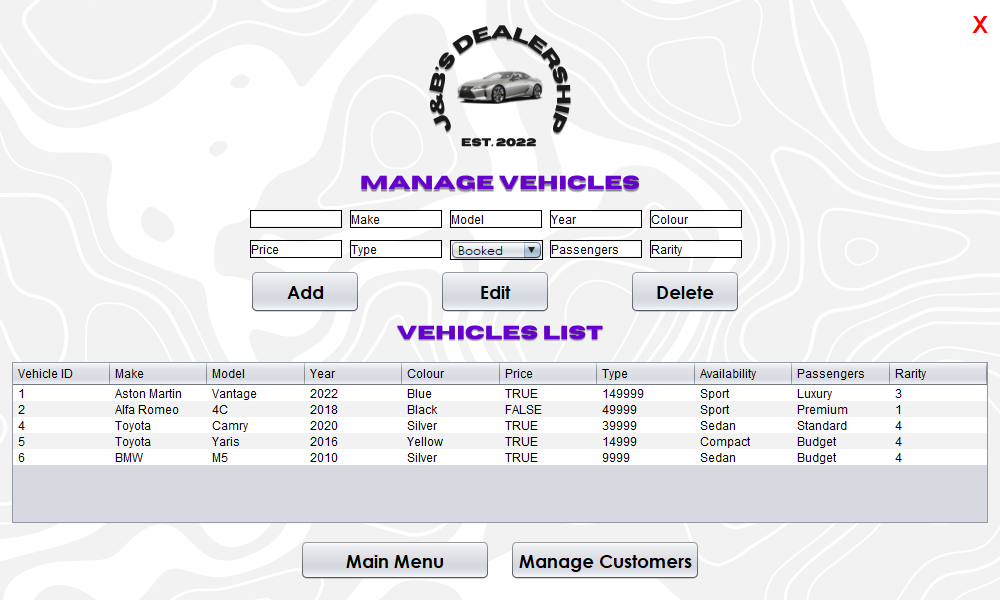 X
J&B'S DEALERSHIP
EST. 2022
MANAGE VEHICLES
Make Model Year Colour
Price Type Booked Passengers Rarity
Add Edit Delete
VEHICLES LIST
Vehicle ID Make Model Year Colour Price Type Availability Passengers Rarity
1 Aston Martin Vantage 2022 Blue TRUE 149999 Sport Luxury 3
2 Alfa Romeo 4C 2018 Black FALSE 49999 Sport Premium 1
4 Toyota Camry 2020 Silver TRUE 39999 Sedan Standard 4
5 Toyota Yaris 2016 Yellow TRUE 14999 Compact Budget 4
6 BMW M5 2010 Silver TRUE 9999 Sedan Budget 4
Main Menu Manage Customers